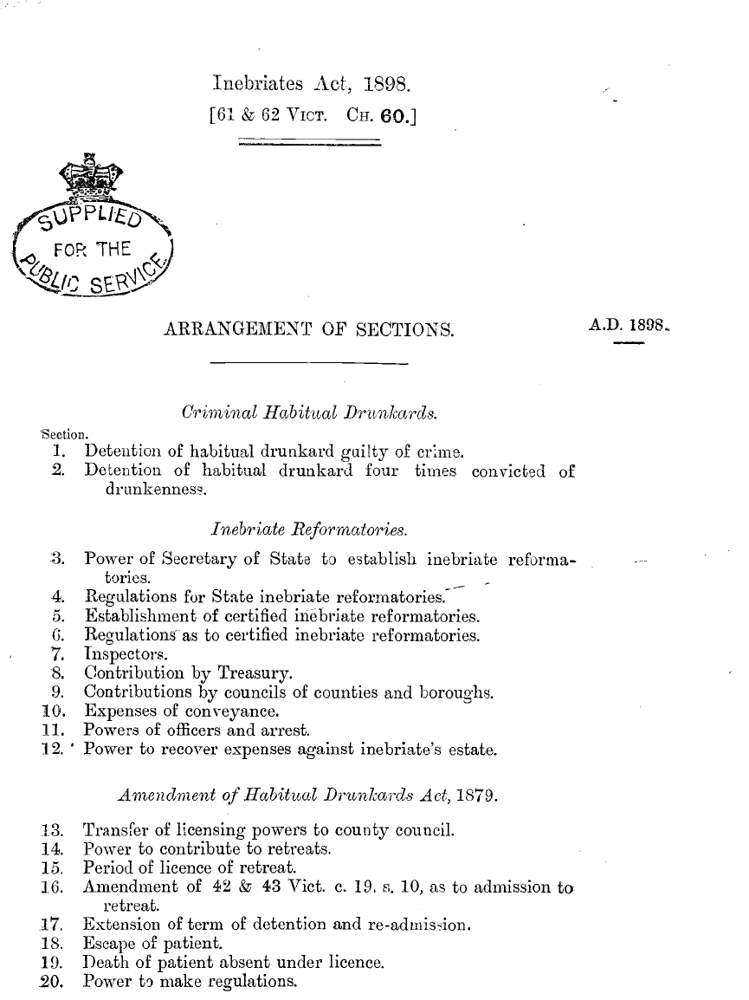 Inebriates Act, 1898.
[61 & 62 VICT. CH. 60.]
SUPPLIED
FOR THE
PUBLIC SERVICE
ARRANGEMENT OF SECTIONS.
A.D. 1898.
Criminal Habitual Drunkards.
Section.
1. Detention of habitual drunkard guilty of crime.
2. Detention of habitual drunkard four times convicted of
drunkenness.
Inebriate Reformatories.
3. Power of Secretary of State to establish inebriate reforma-
tories.
4. Regulations for State inebriate reformatories.
5. Establishment of certified inebriate reformatories.
6. Regulations as to certified inebriate reformatories.
7. Inspectors.
8. Contribution by Treasury.
9. Contributions by councils of counties and boroughs.
10. Expenses of conveyance.
11. Powers of officers and arrest.
12. Power to recover expenses against inebriate's estate.
Amendment of Habitual Drunkards Act, 1879.
13. Transfer of licensing powers to county council.
14. Power to contribute to retreats.
15. Period of licence of retreat.
16. Amendment of 42 & 43 Vict. c. 19. s. 10, as to admission to
retreat.
17. Extension of term of detention and re-admission.
18. Escape of patient.
19. Death of patient absent under licence.
20. Power to make regulations.